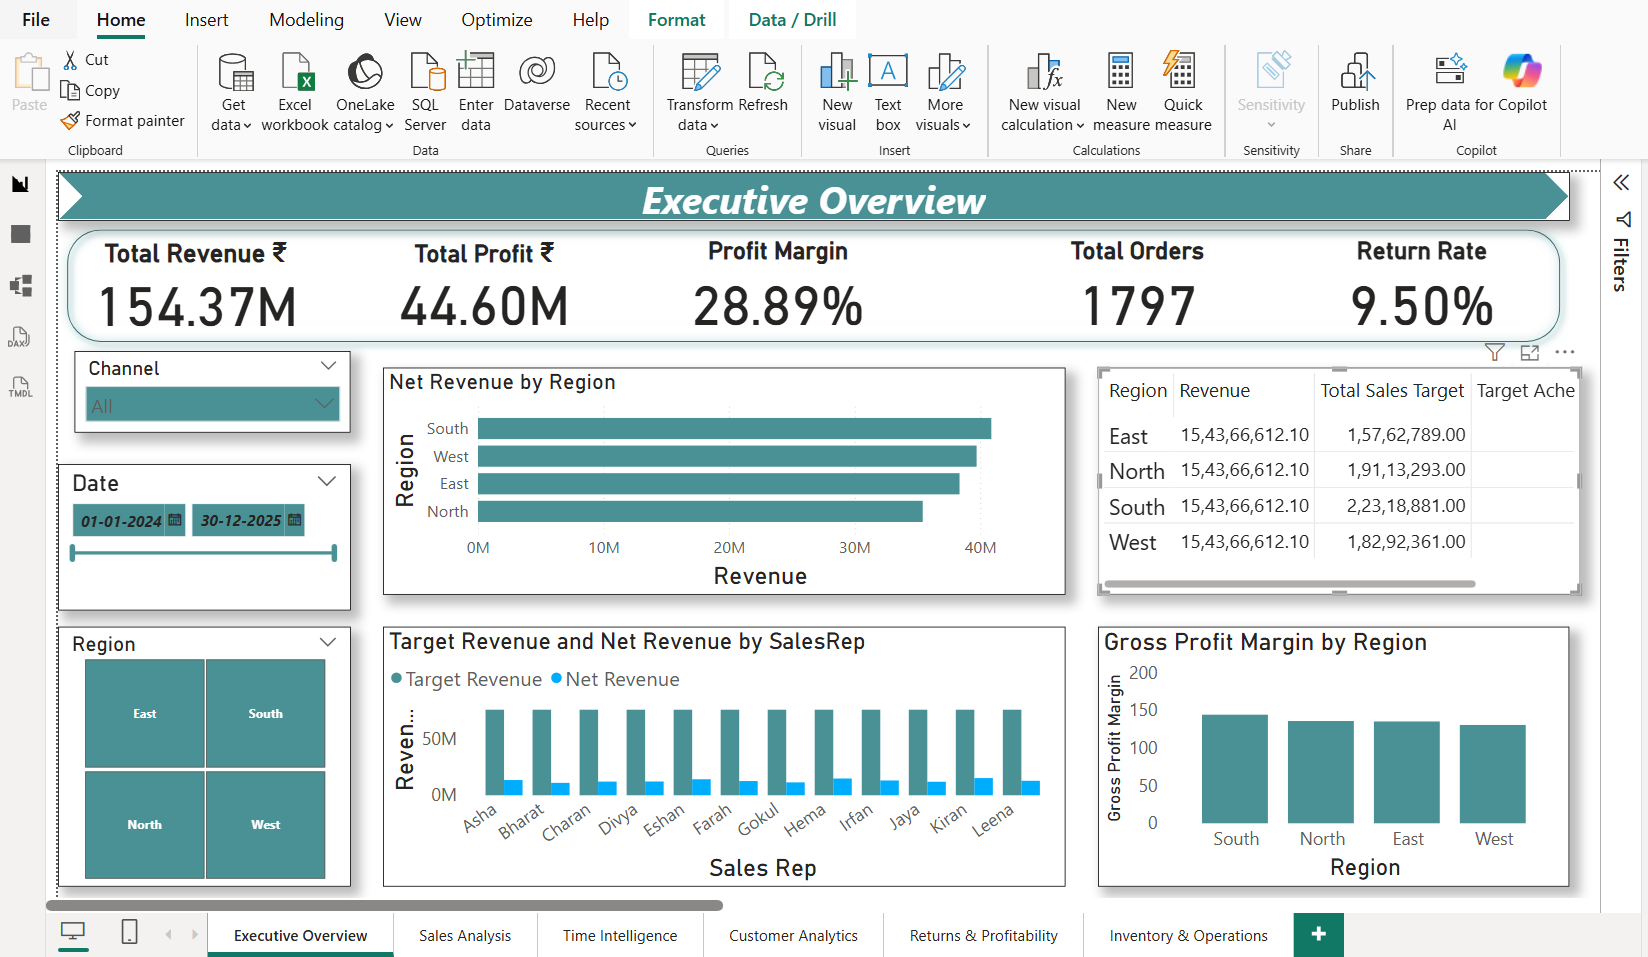 File Home Insert Modeling View Optimize Help Format Data / Drill
Paste
Cut
Copy
Format painter
Clipboard
Get data
Excel workbook
OneLake catalog
SQL Server
Enter data
Dataverse
Recent sources
Data
Transform data
Refresh
Queries
New visual
Text box
More visuals
Insert
New visual calculation
New measure
Quick measure
Calculations
Sensitivity
Sensitivity
Publish
Share
Prep data for AI
Copilot
Copilot
DAX
TMDL
Executive Overview
Total Revenue ₹
154.37M
Total Profit ₹
44.60M
Profit Margin
28.89%
Total Orders
1797
Return Rate
9.50%
Filters
Channel
All
Date
01-01-2024 30-12-2025
Region
East South
North West
Net Revenue by Region
Region
South
West
East
North
0M 10M 20M 30M 40M
Revenue
Region Revenue Total Sales Target Target Ache
East 15,43,66,612.10 1,57,62,789.00
North 15,43,66,612.10 1,91,13,293.00
South 15,43,66,612.10 2,23,18,881.00
West 15,43,66,612.10 1,82,92,361.00
Target Revenue and Net Revenue by SalesRep
Target Revenue Net Revenue
Reven...
50M
0M
Asha Bharat Charan Divya Eshan Farah Gokul Hema Irfan Jaya Kiran Leena
Sales Rep
Gross Profit Margin by Region
Gross Profit Margin
200
150
100
50
0
South North East West
Region
Executive Overview Sales Analysis Time Intelligence Customer Analytics Returns & Profitability Inventory & Operations +